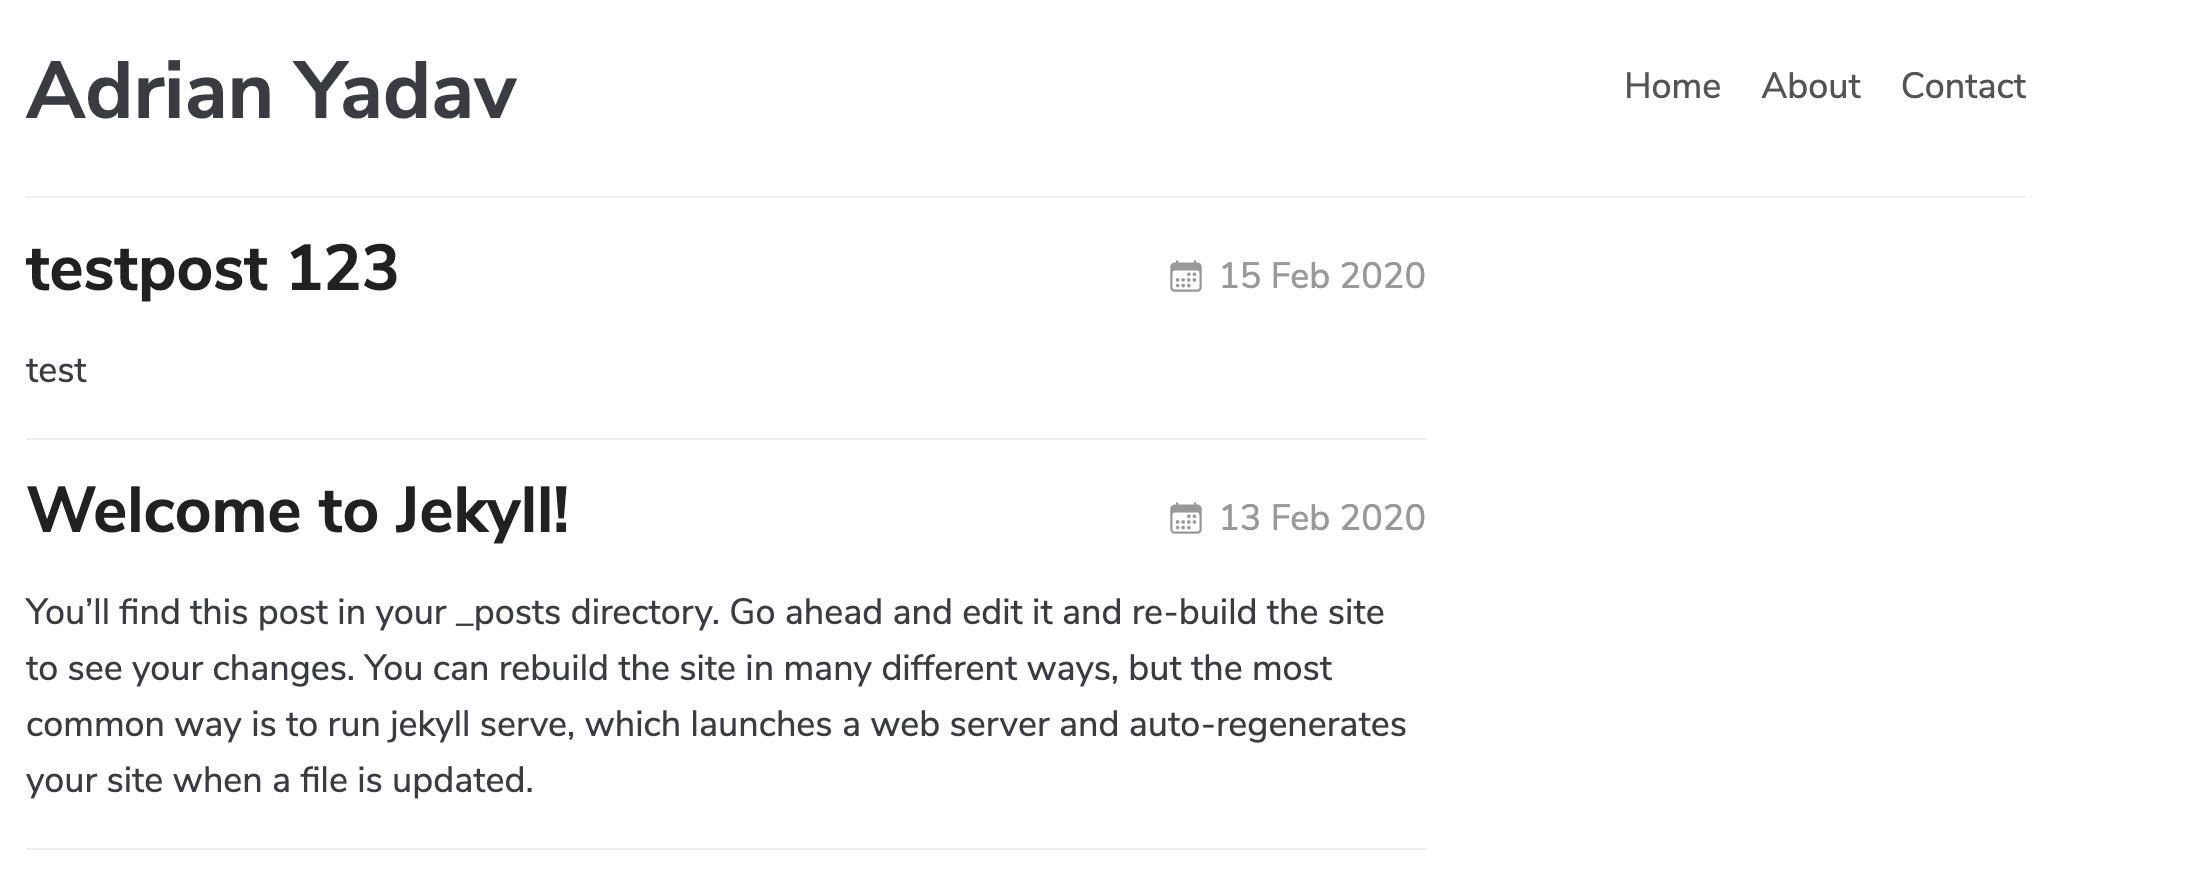 Adrian Yadav
Home About Contact
testpost 123
15 Feb 2020
test
Welcome to Jekyll!
13 Feb 2020
You’ll find this post in your _posts directory. Go ahead and edit it and re-build the site
to see your changes. You can rebuild the site in many different ways, but the most
common way is to run jekyll serve, which launches a web server and auto-regenerates
your site when a file is updated.